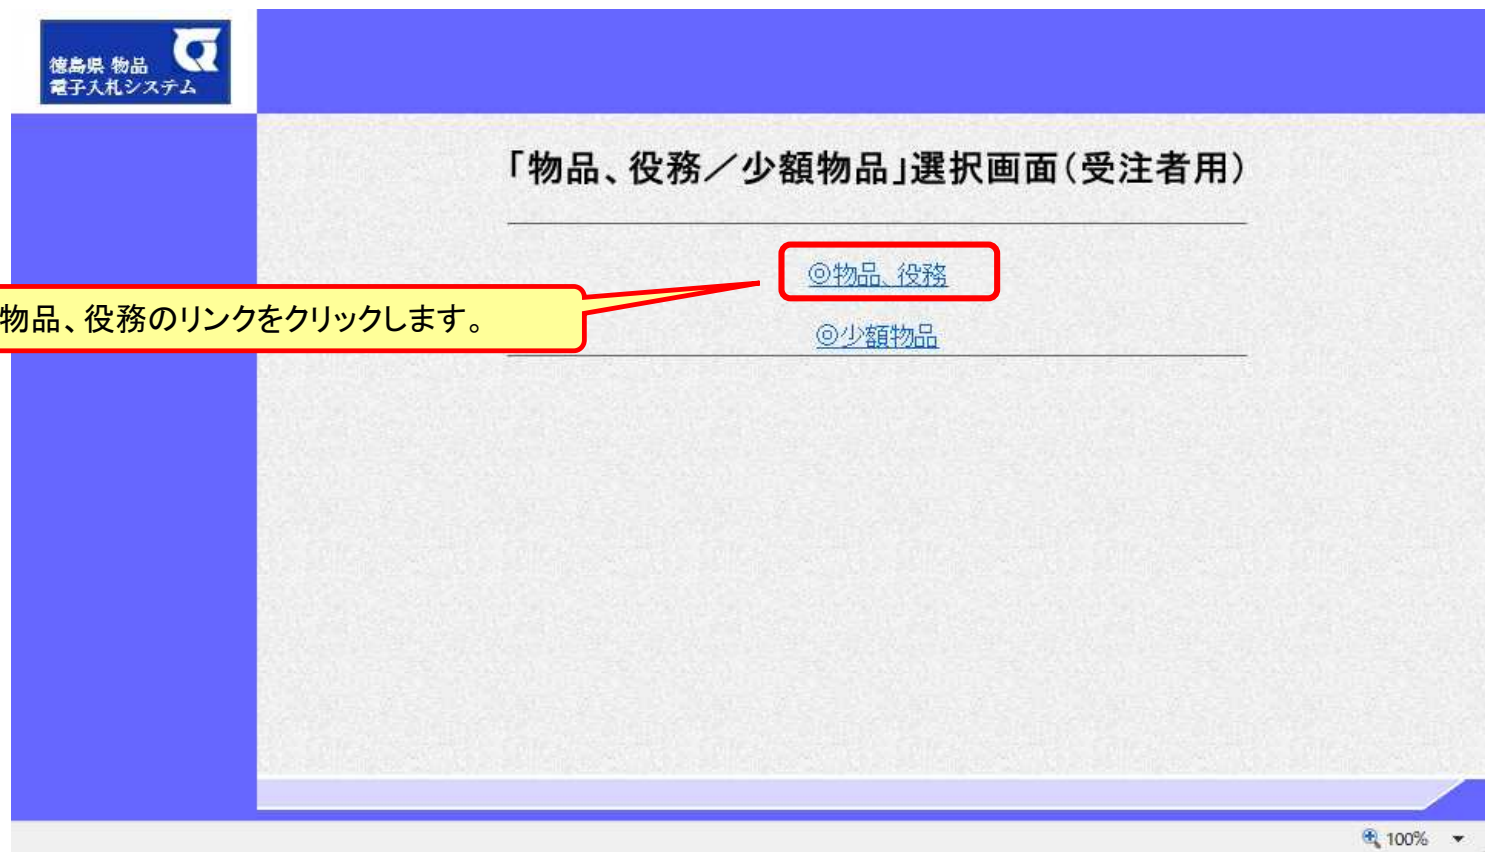 徳島県 物品
電子入札システム
「物品、役務／少額物品」選択画面（受注者用）
◎物品、役務
物品、役務のリンクをクリックします。
◎少額物品
100%